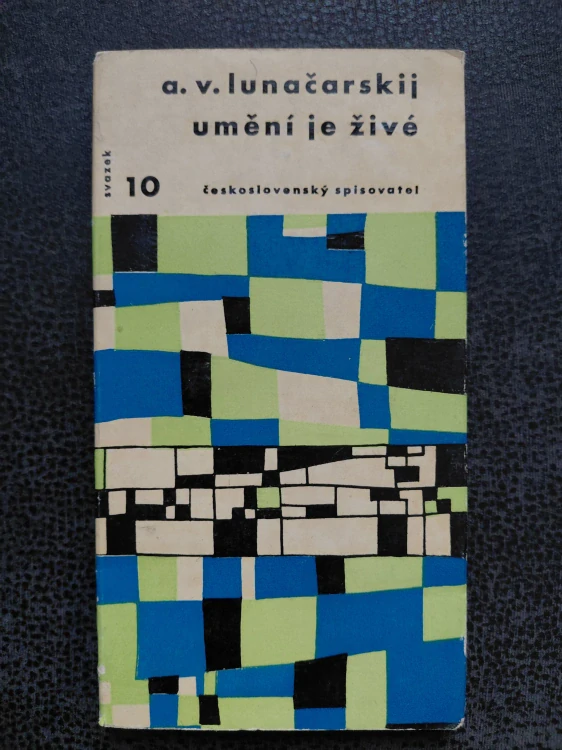 a. v. lunačarskij
umění je živé
svazek
10
československý spisovatel